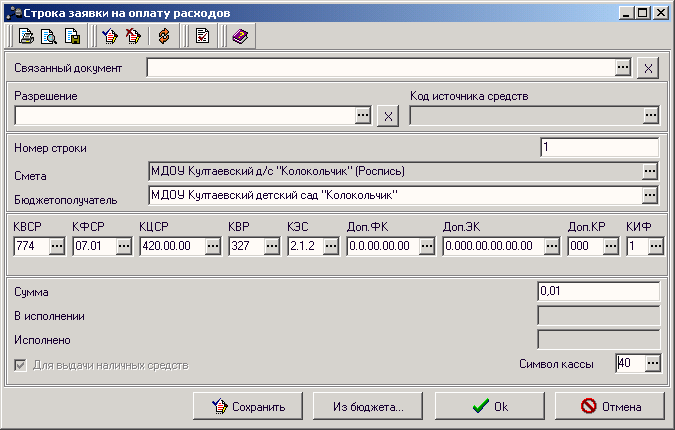 Строка заявки на оплату расходов
Связанный документ
X
Разрешение
Код источника средств
X
Номер строки
1
Смета
МДОУ Култаевский д/с "Колокольчик" (Роспись)
Бюджетополучатель
МДОУ Култаевский детский сад "Колокольчик"
КВСР КФСР КЦСР КВР КЭС Доп.ФК Доп.ЭК Доп.КР КИФ
774 07.01 420.00.00 327 2.1.2 0.0.00.00.00 0.000.00.00.00.00 000 1
Сумма
0,01
В исполнении
Исполнено
Для выдачи наличных средств
Символ кассы
40
Сохранить
Из бюджета...
Ok
Отмена